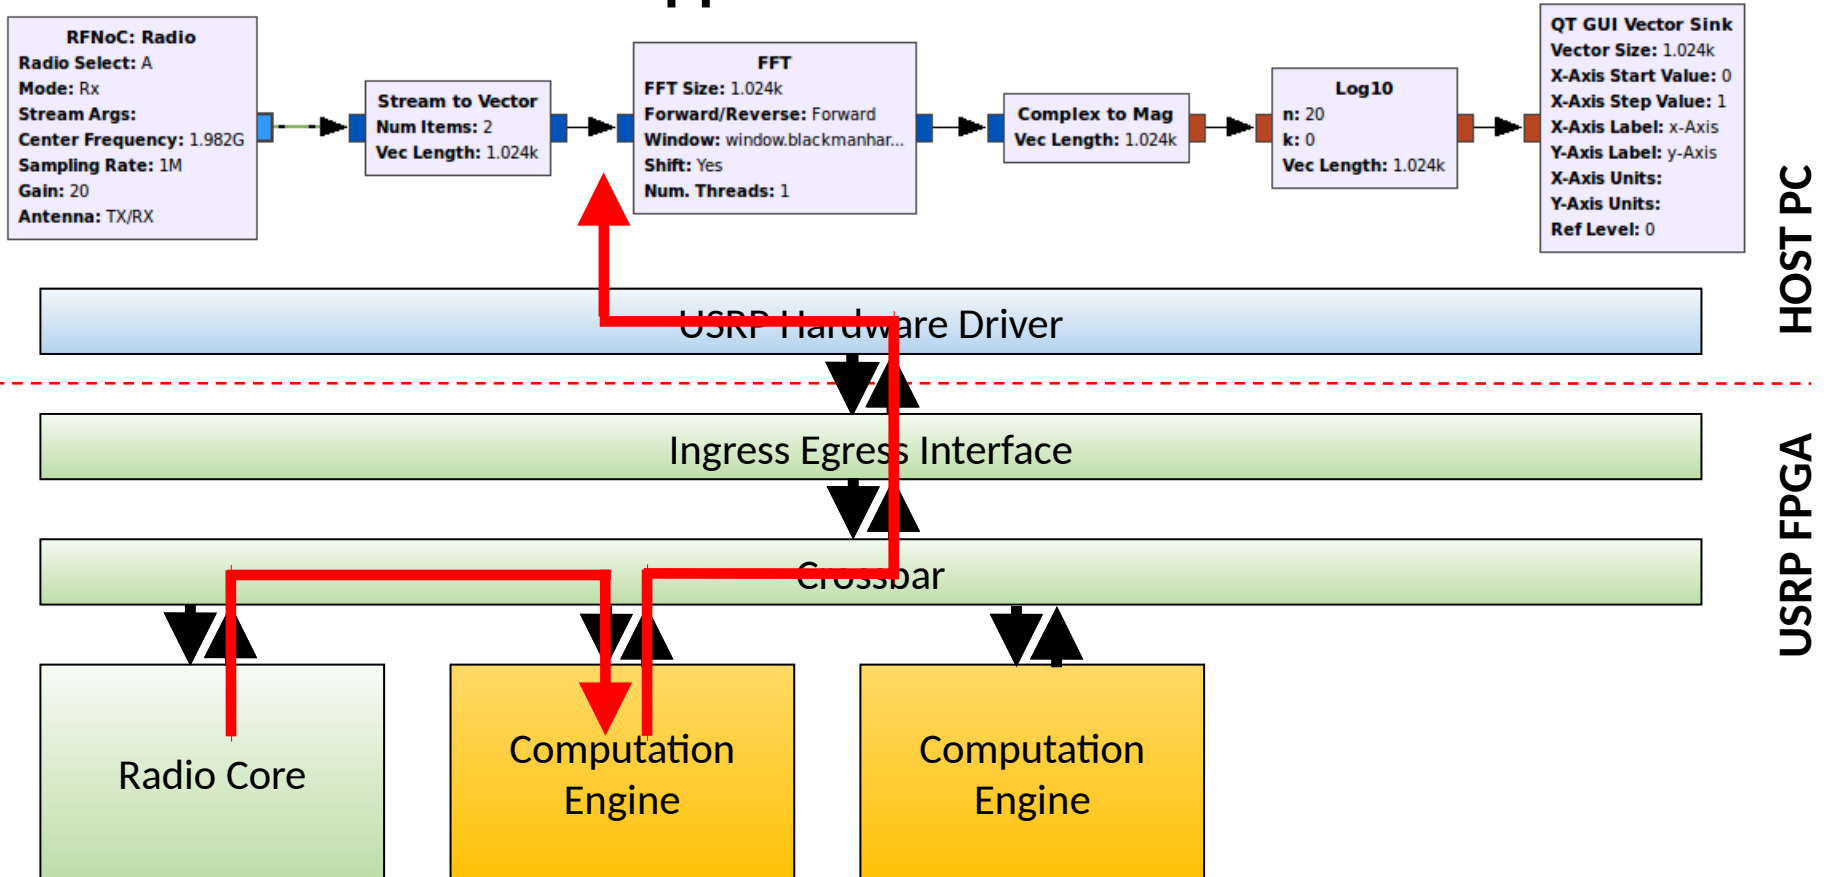 RFNoC: Radio
Radio Select: A
Mode: Rx
Stream Args:
Center Frequency: 1.982G
Sampling Rate: 1M
Gain: 20
Antenna: TX/RX
Stream to Vector
Num Items: 2
Vec Length: 1.024k
FFT
FFT Size: 1.024k
Forward/Reverse: Forward
Window: window.blackmanhar...
Shift: Yes
Num. Threads: 1
Complex to Mag
Vec Length: 1.024k
Log10
n: 20
k: 0
Vec Length: 1.024k
QT GUI Vector Sink
Vector Size: 1.024k
X-Axis Start Value: 0
X-Axis Step Value: 1
X-Axis Label: x-Axis
Y-Axis Label: y-Axis
X-Axis Units:
Y-Axis Units:
Ref Level: 0
HOST PC
USRP Hardware Driver
Ingress Egress Interface
Crossbar
USRP FPGA
Radio Core
Computation
Engine
Computation
Engine